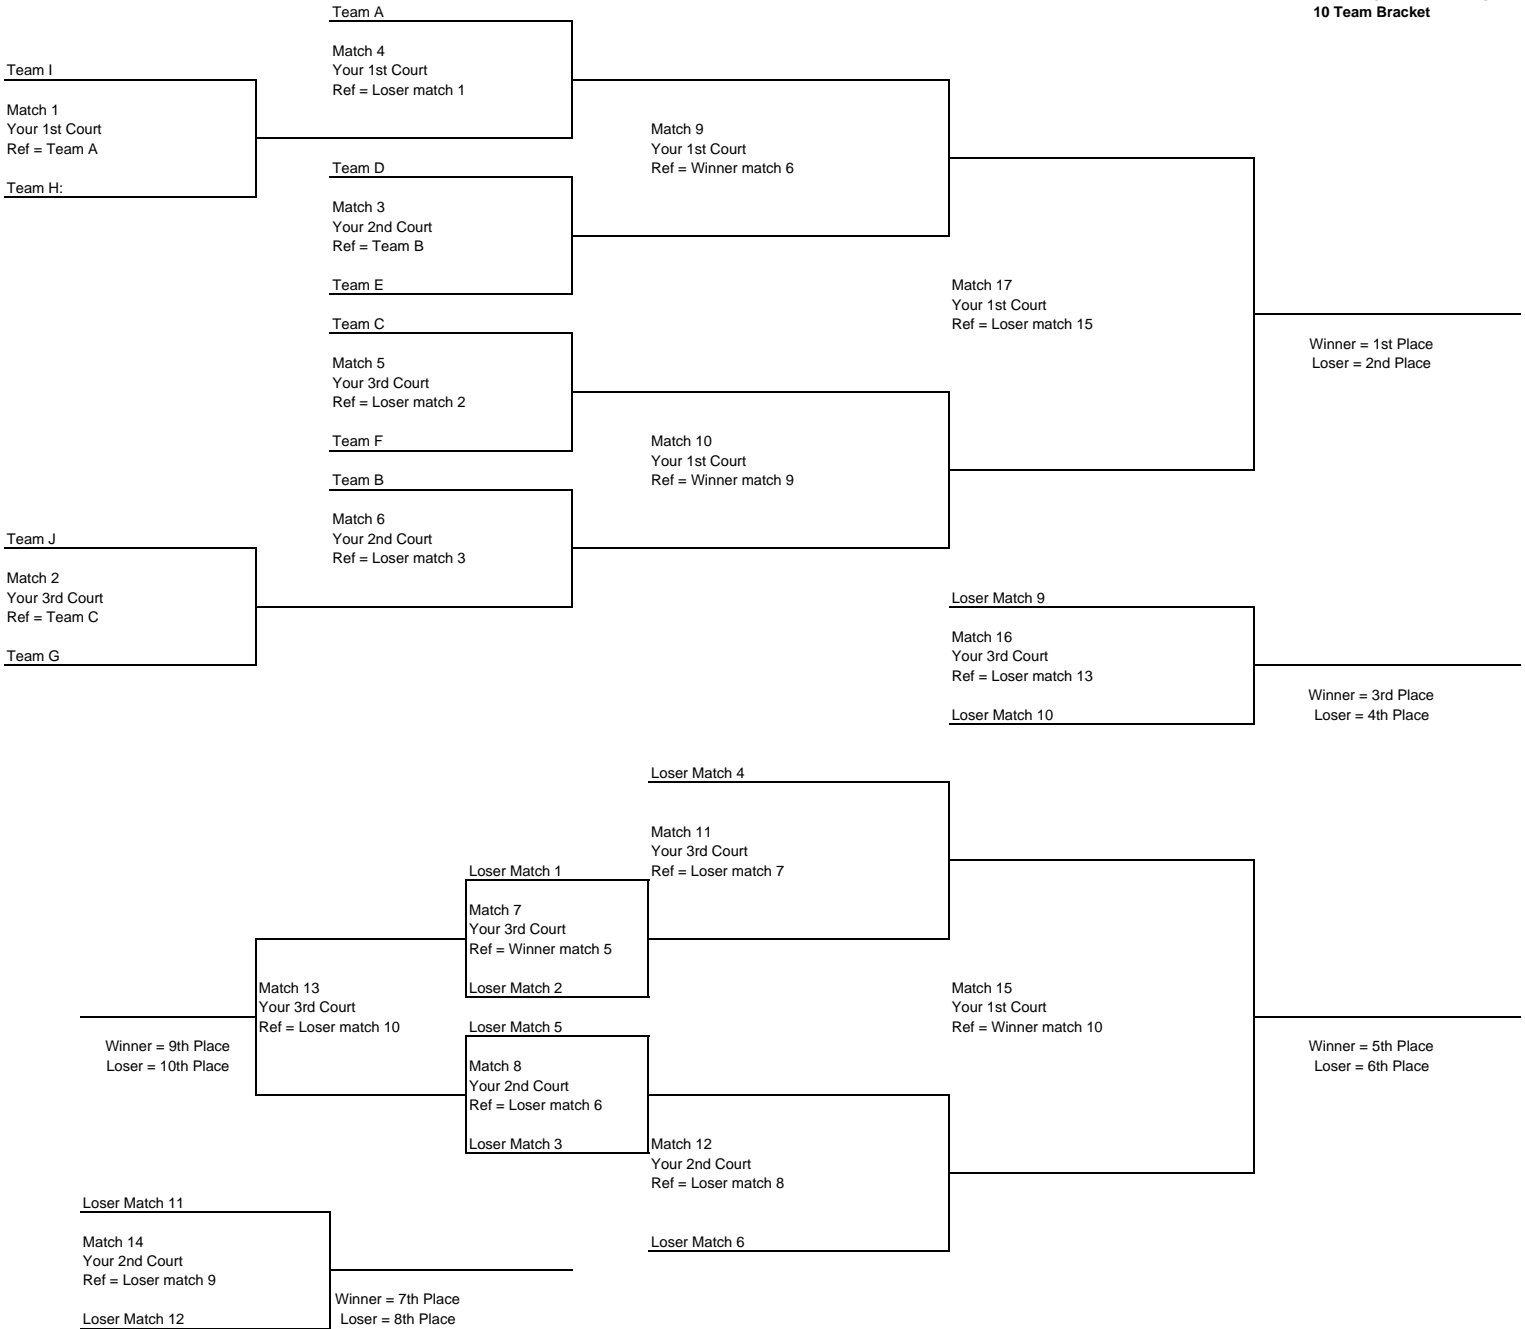 10 Team Bracket
Team A
Match 4
Your 1st Court
Ref = Loser match 1
Team I
Match 1
Your 1st Court
Ref = Team A
Team H:
Match 9
Your 1st Court
Ref = Winner match 6
Team D
Match 3
Your 2nd Court
Ref = Team B
Team E
Match 17
Your 1st Court
Ref = Loser match 15
Winner = 1st Place
Loser = 2nd Place
Team C
Match 5
Your 3rd Court
Ref = Loser match 2
Team F
Match 10
Your 1st Court
Ref = Winner match 9
Team B
Match 6
Your 2nd Court
Ref = Loser match 3
Team J
Match 2
Your 3rd Court
Ref = Team C
Team G
Loser Match 9
Match 16
Your 3rd Court
Ref = Loser match 13
Loser Match 10
Winner = 3rd Place
Loser = 4th Place
Loser Match 4
Match 11
Your 3rd Court
Ref = Loser match 7
Loser Match 1
Match 7
Your 3rd Court
Ref = Winner match 5
Loser Match 2
Match 13
Your 3rd Court
Ref = Loser match 10
Winner = 9th Place
Loser = 10th Place
Loser Match 5
Match 8
Your 2nd Court
Ref = Loser match 6
Loser Match 3
Match 15
Your 1st Court
Ref = Winner match 10
Winner = 5th Place
Loser = 6th Place
Match 12
Your 2nd Court
Ref = Loser match 8
Loser Match 6
Loser Match 11
Match 14
Your 2nd Court
Ref = Loser match 9
Loser Match 12
Winner = 7th Place
Loser = 8th Place